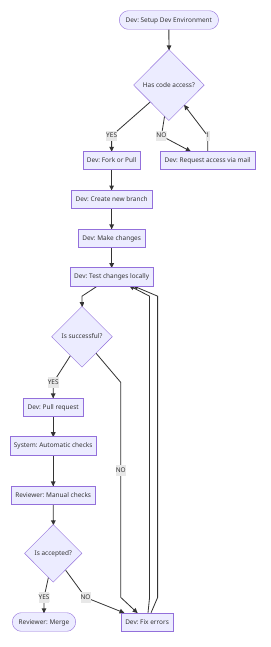 Dev: Setup Dev Environment
Has code access?
YES
NO
Dev: Fork or Pull
Dev: Request access via mail
Dev: Create new branch
Dev: Make changes
Dev: Test changes locally
Is successful?
YES
Dev: Pull request
System: Automatic checks
NO
Reviewer: Manual checks
Is accepted?
YES
NO
Reviewer: Merge
Dev: Fix errors